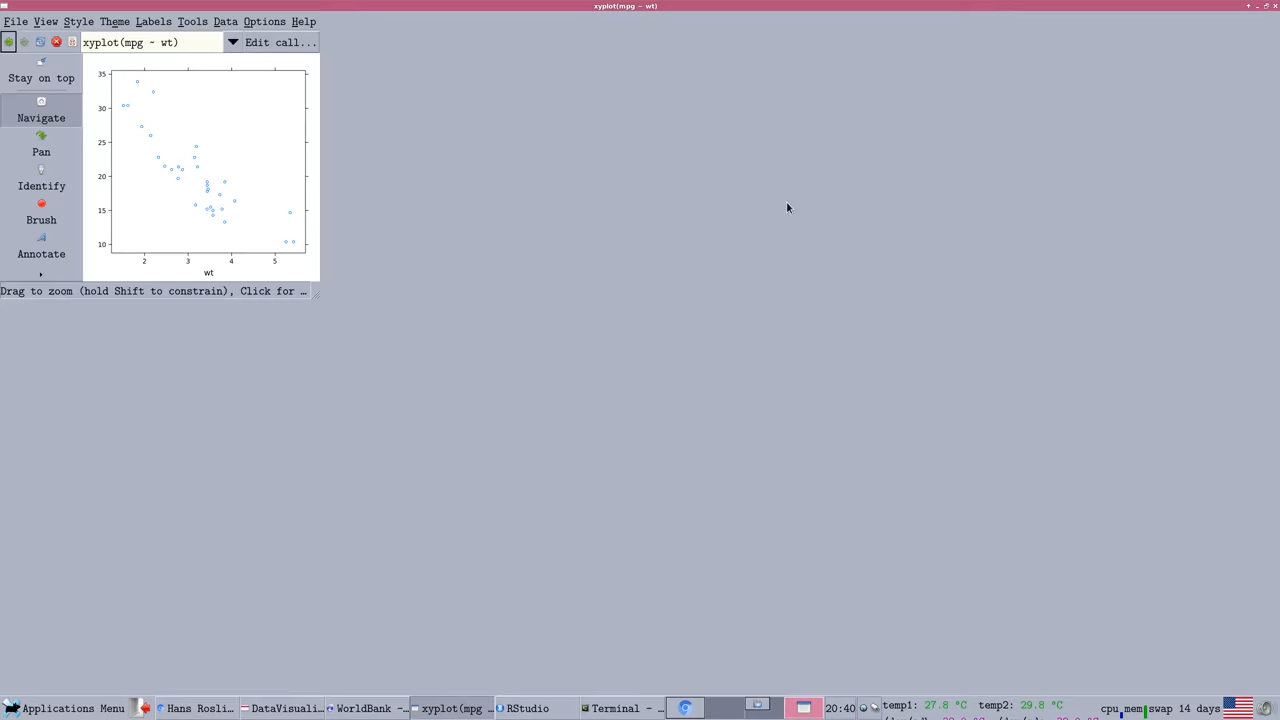 xyplot(mpg ~ wt)
File View Style Theme Labels Tools Data Options Help
xyplot(mpg ~ wt) Edit call...
Stay on top
Navigate
Pan
Identify
Brush
Annotate
35
30
25
20
15
10
2 3 4 5
wt
Drag to zoom (hold Shift to constrain), Click for …
Applications Menu Hans Rosli... DataVisuali... WorldBank -... xyplot(mpg ... RStudio Terminal - ... 20:40 temp1: 27.8 °C temp2: 29.8 °C cpu mem swap 14 days